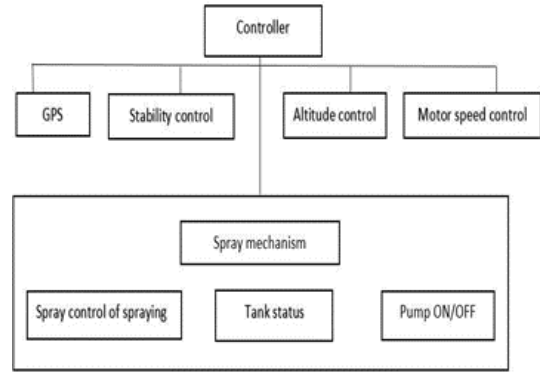 Controller
GPS
Stability control
Altitude control
Motor speed control
Spray mechanism
Spray control of spraying
Tank status
Pump ON/OFF